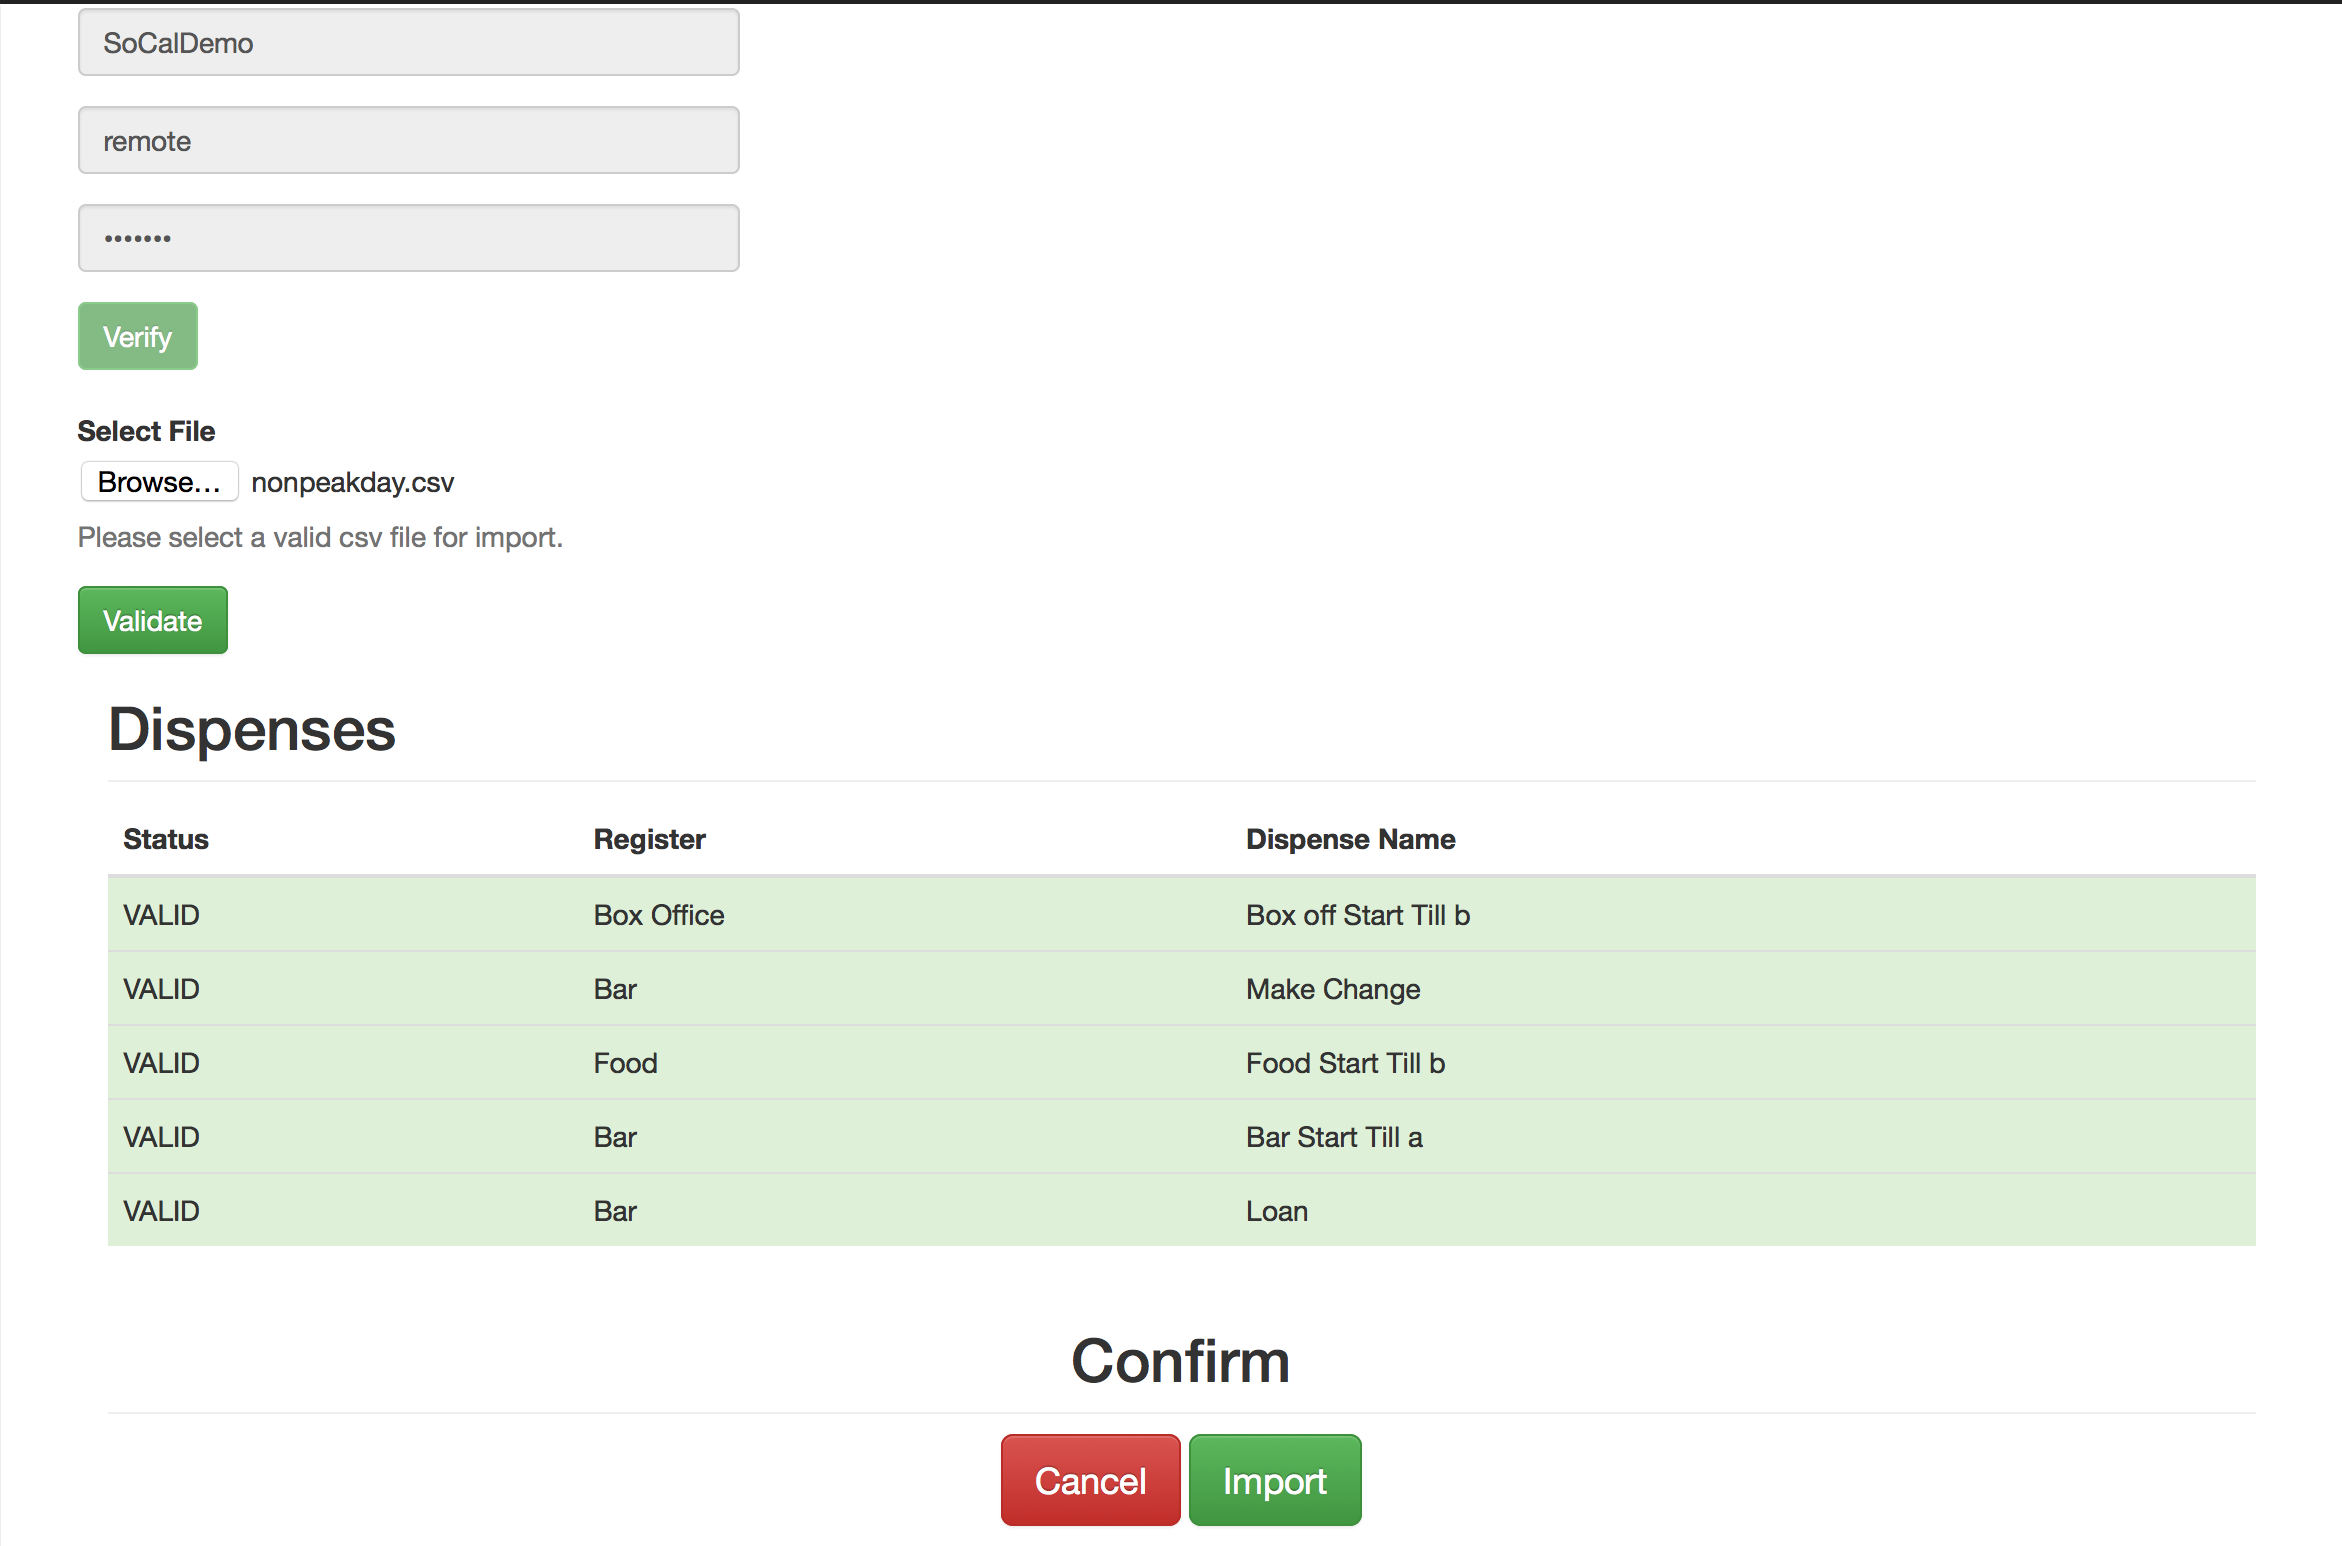 SoCalDemo
remote
•••••••
Verify
Select File
Browse... nonpeakday.csv
Please select a valid csv file for import.
Validate
Dispenses
Status Register Dispense Name
VALID Box Office Box off Start Till b
VALID Bar Make Change
VALID Food Food Start Till b
VALID Bar Bar Start Till a
VALID Bar Loan
Confirm
Cancel Import